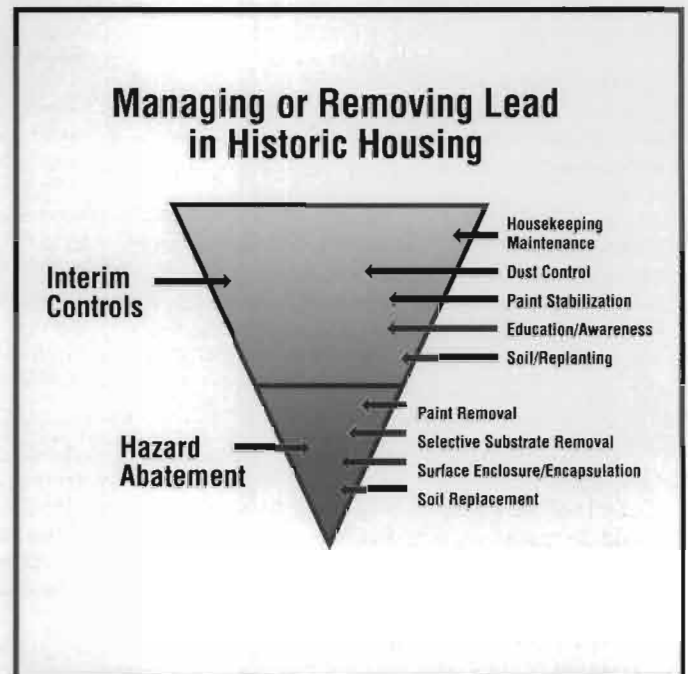 Managing or Removing Lead
in Historic Housing
Interim
Controls
Housekeeping
Maintenance
Dust Control
Paint Stabilization
Education/Awareness
Soil/Replanting
Hazard
Abatement
Paint Removal
Selective Substrate Removal
Surface Enclosure/Encapsulation
Soil Replacement